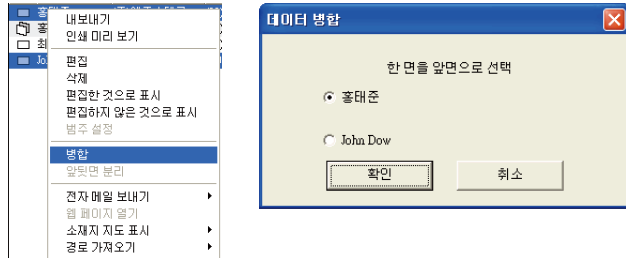 내보내기
인쇄 미리 보기
편집
삭제
편집한 것으로 표시
편집하지 않은 것으로 표시
범주 설정
병합
앞뒷면 분리
전자 메일 보내기
웹 페이지 열기
소재지 지도 표시
경로 가져오기
데이터 병합
한 면을 앞면으로 선택
홍태준
John Dow
확인
취소